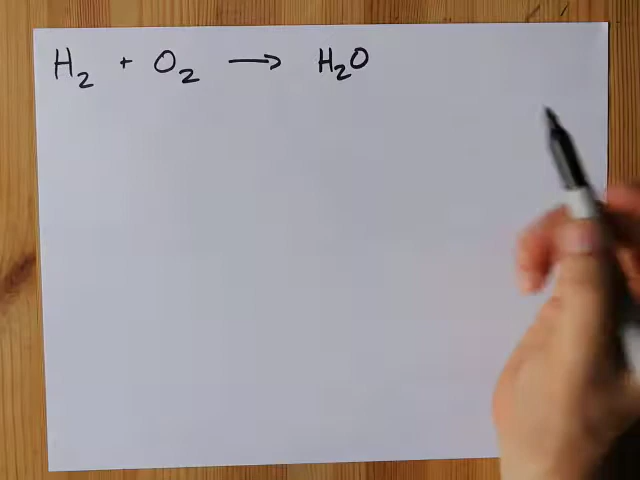 H₂ + O₂ → H₂O